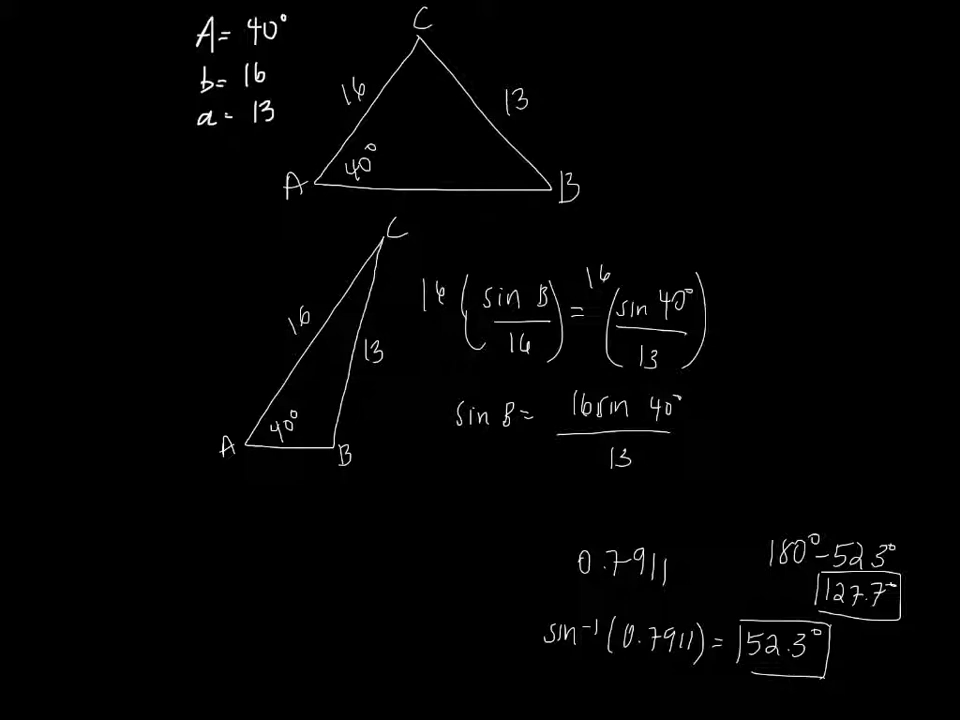 A = 40°
b = 16
a = 13
C
16
13
40°
A
B
C
16
13
40°
A
B
16 (sin B / 16) = 16 (sin 40° / 13)
sin B = 16 sin 40° / 13
0.7911
180° - 52.3°
127.7°
sin⁻¹(0.7911) = 52.3°